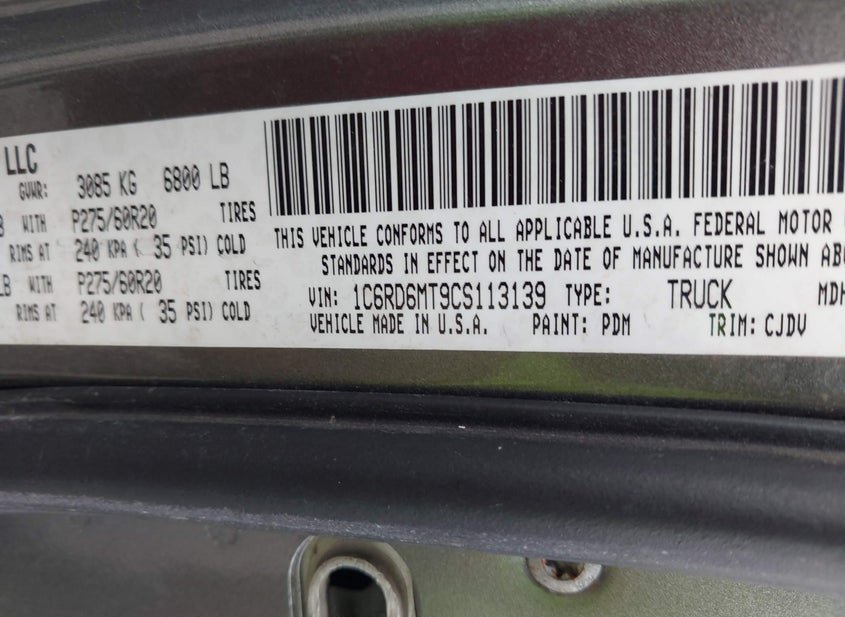 LLC
GVWR: 3085 KG 6800 LB
WITH P275/60R20 TIRES
RIMS AT 240 KPA ( 35 PSI) COLD
LB WITH P275/60R20 TIRES
RIMS AT 240 KPA ( 35 PSI) COLD
THIS VEHICLE CONFORMS TO ALL APPLICABLE U.S.A. FEDERAL MOTOR
STANDARDS IN EFFECT ON THE DATE OF MANUFACTURE SHOWN
VIN: 1C6RD6MT9CS113139 TYPE: TRUCK MDH
VEHICLE MADE IN U.S.A. PAINT: PDM TRIM: CJDV